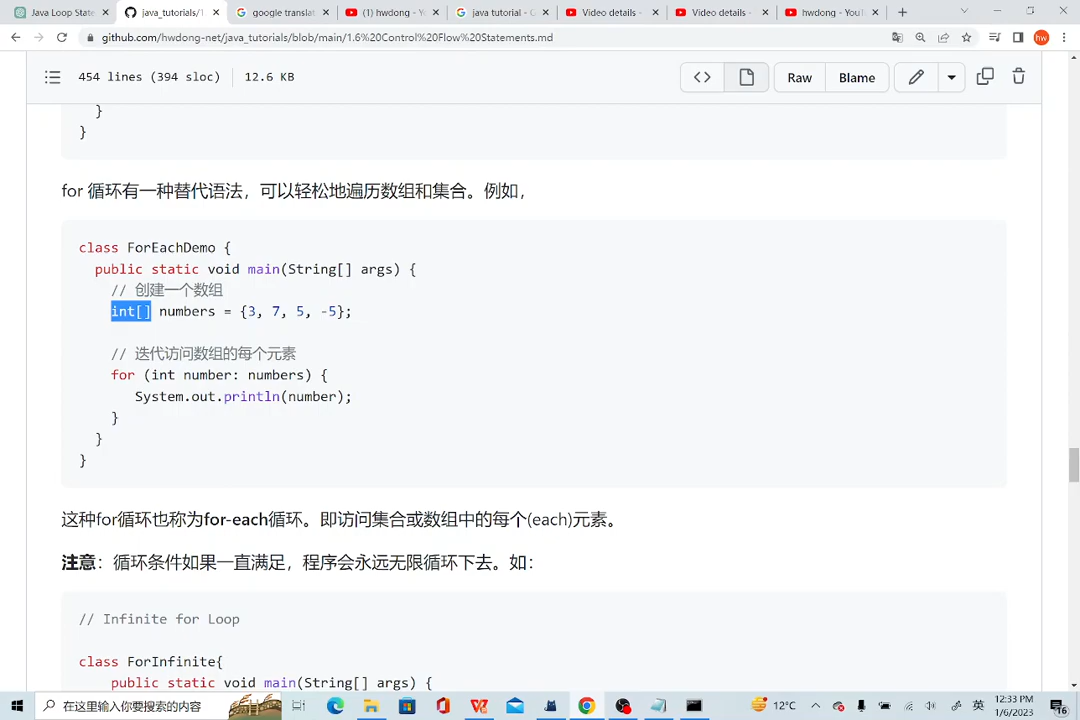 Java Loop State
java_tutorials/1
google translat
(1) hwdong - Y
java tutorial - G
Video details -
Video details -
hwdong - You
github.com/hwdong-net/java_tutorials/blob/main/1.6%20Control%20Flow%20Statements.md
hw
454 lines (394 sloc)
12.6 KB
Raw
Blame
}
}
for 循环有一种替代语法，可以轻松地遍历数组和集合。例如，
class ForEachDemo {
public static void main(String[] args) {
// 创建一个数组
int[] numbers = {3, 7, 5, -5};
// 迭代访问数组的每个元素
for (int number: numbers) {
System.out.println(number);
}
}
}
这种for循环也称为for-each循环。即访问集合或数组中的每个(each)元素。
注意：循环条件如果一直满足，程序会永远无限循环下去。如：
// Infinite for Loop
class ForInfinite{
public static void main(String[] args) {
在这里输入你要搜索的内容
12°C
英
12:33 PM
1/6/2023
16